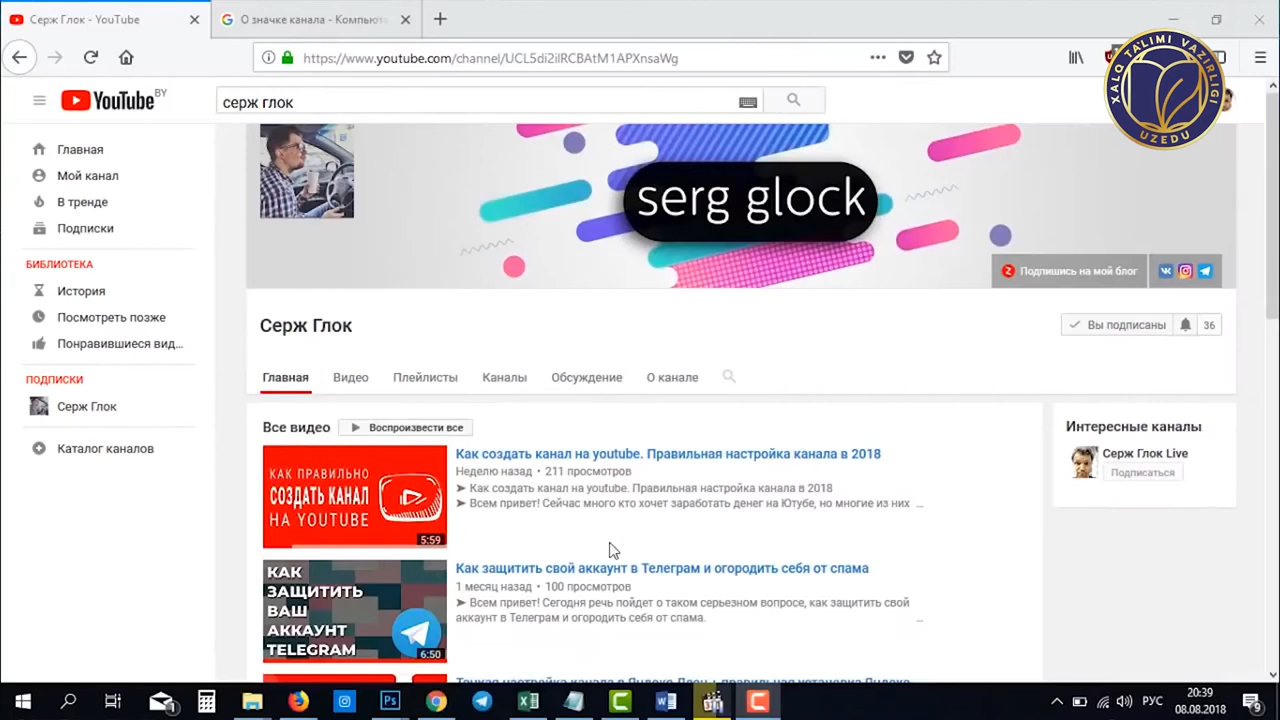 Серж Глок - YouTube
О значке канала - Компьют
https://www.youtube.com/channel/UCL5di2ilRCBAtM1APXnsaWg
XALQ TALIMI VAZIRLIGI
UZEDU
YouTube BY
серж глок
Главная
Мой канал
В тренде
Подписки
БИБЛИОТЕКА
История
Посмотреть позже
Понравившиеся вид...
ПОДПИСКИ
Серж Глок
Каталог каналов
serg glock
Подпишись на мой блог
Серж Глок
Вы подписаны 36
Главная Видео Плейлисты Каналы Обсуждение О канале
Все видео Воспроизвести все
КАК ПРАВИЛЬНО
СОЗДАТЬ КАНАЛ
НА YOUTUBE
5:59
Как создать канал на youtube. Правильная настройка канала в 2018
Неделю назад • 211 просмотров
➤ Как создать канал на youtube. Правильная настройка канала в 2018
➤ Всем привет! Сейчас много кто хочет заработать денег на Ютубе, но многие из них ...
КАК
ЗАЩИТИТЬ
ВАШ
АККАУНТ
TELEGRAM
6:50
Как защитить свой аккаунт в Телеграм и огородить себя от спама
1 месяц назад • 100 просмотров
➤ Всем привет! Сегодня речь пойдет о таком серьезном вопросе, как защитить свой
аккаунт в Телеграм и огородить себя от спама. ...
Интересные каналы
Серж Глок Live
Подписаться
РУС
20:39
08.08.2018